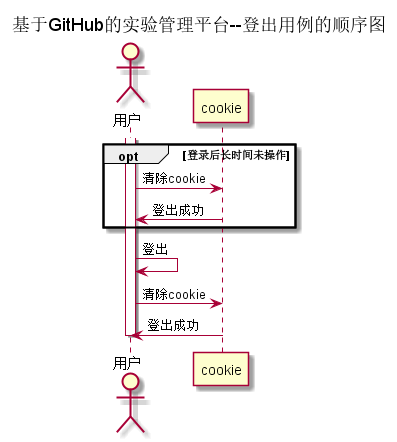 基于GitHub的实验管理平台--登出用例的顺序图
用户
cookie
opt
[登录后长时间未操作]
清除cookie
登出成功
登出
清除cookie
登出成功
用户
cookie